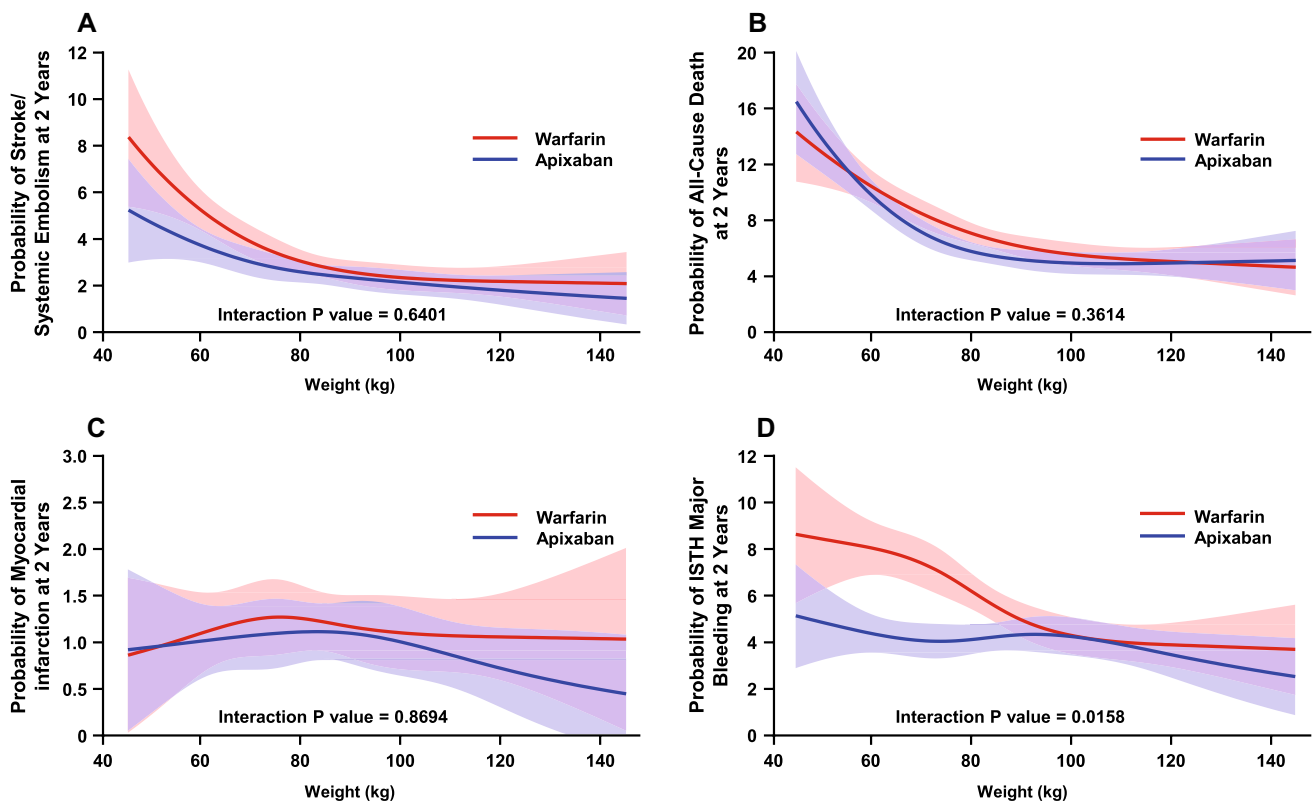 A
Probability of Stroke/
Systemic Embolism at 2 Years
12
10
8
6
4
2
0
Warfarin
Apixaban
Interaction P value = 0.6401
40
60
80
100
120
140
Weight (kg)
B
Probability of All-Cause Death
at 2 Years
20
16
12
8
4
0
Warfarin
Apixaban
Interaction P value = 0.3614
40
60
80
100
120
140
Weight (kg)
C
Probability of Myocardial
infarction at 2 Years
3.0
2.5
2.0
1.5
1.0
0.5
0
Warfarin
Apixaban
Interaction P value = 0.8694
40
60
80
100
120
140
Weight (kg)
D
Probability of ISTH Major
Bleeding at 2 Years
12
10
8
6
4
2
0
Warfarin
Apixaban
Interaction P value = 0.0158
40
60
80
100
120
140
Weight (kg)